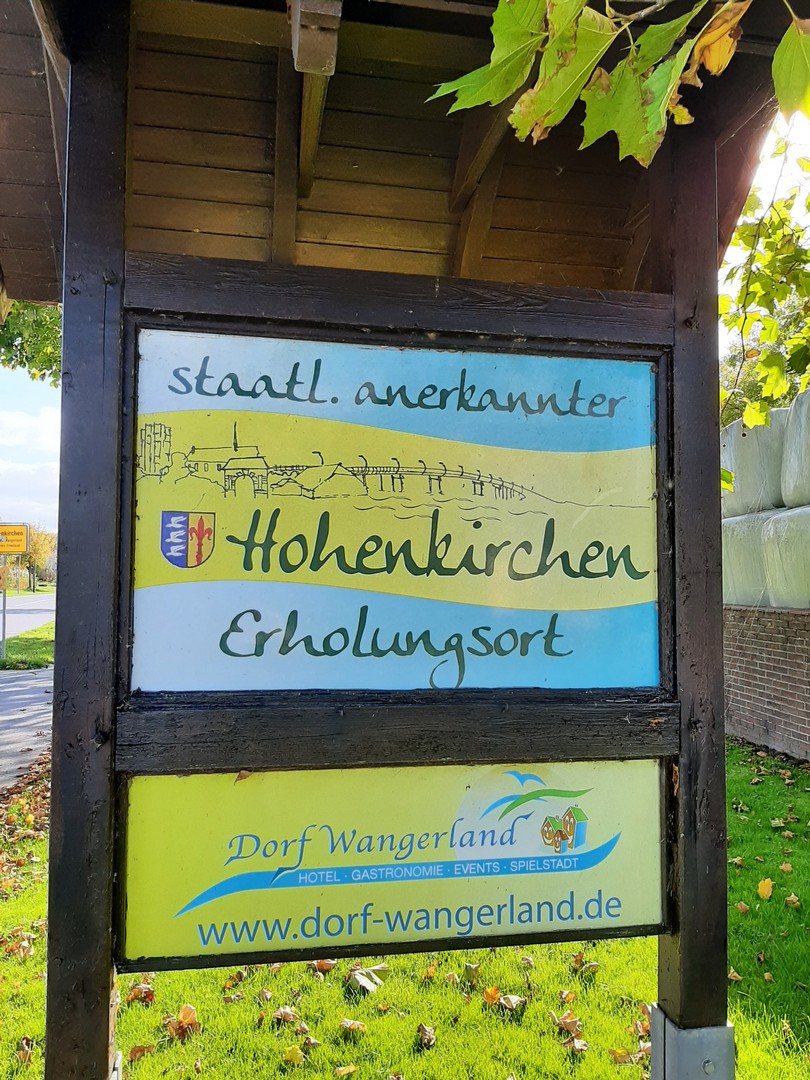 staatl. anerkannter
Hohenkirchen
Erholungsort
Dorf Wangerland
HOTEL · GASTRONOMIE · EVENTS · SPIELSTADT
www.dorf-wangerland.de